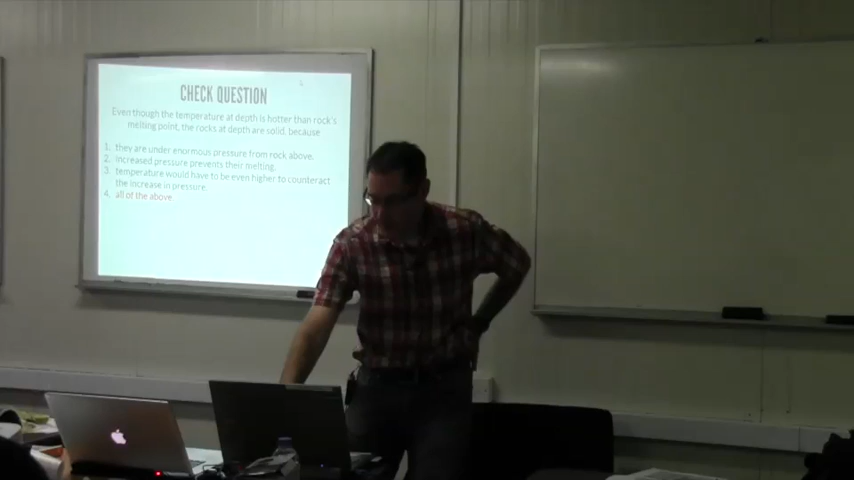 CHECK QUESTION
Even though the temperature at depth is hotter than rock's
melting point, the rocks at depth are solid, because
1. they are under enormous pressure from rock above.
2. increased pressure prevents their melting.
3. temperature would have to be even higher to counteract
the increase in pressure.
4. all of the above